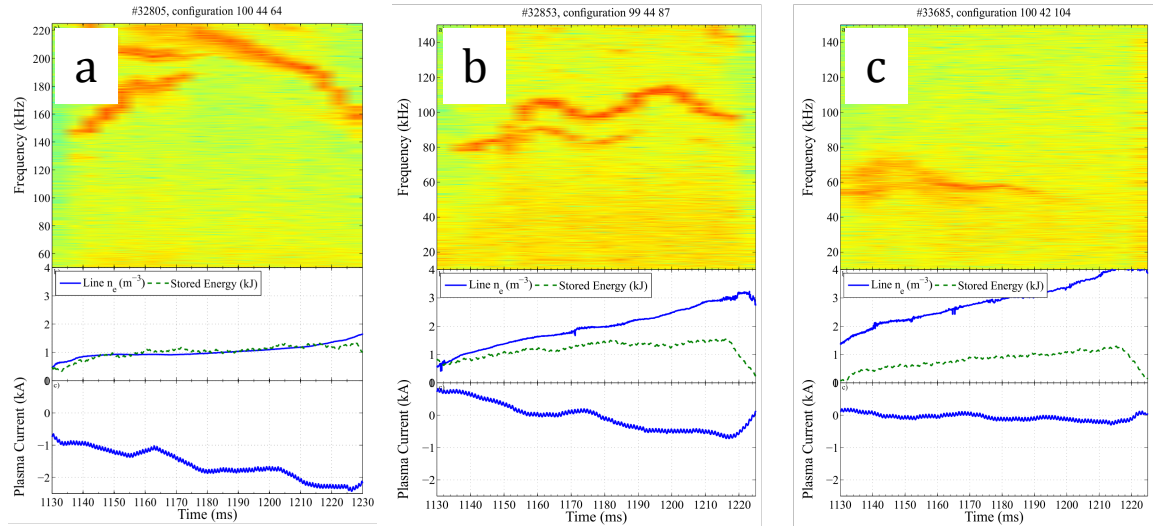 #32805, configuration 100 44 64
a
Frequency (kHz)
220
200
180
160
140
120
100
80
60
4
Line n_e (m⁻³) Stored Energy (kJ)
3
2
1
0
c)
Plasma Current (kA)
0
−1
−2
1130 1140 1150 1160 1170 1180 1190 1200 1210 1220 1230
Time (ms)
#32853, configuration 99 44 87
b
Frequency (kHz)
140
120
100
80
60
40
20
4
Line n_e (m⁻³) Stored Energy (kJ)
3
2
1
0
c)
Plasma Current (kA)
0
−1
−2
1130 1140 1150 1160 1170 1180 1190 1200 1210 1220
Time (ms)
#33685, configuration 100 42 104
a
c
Frequency (kHz)
140
120
100
80
60
40
20
4
Line n_e (m⁻³) Stored Energy (kJ)
3
2
1
0
c)
Plasma Current (kA)
0
−1
−2
1130 1140 1150 1160 1170 1180 1190 1200 1210 1220
Time (ms)